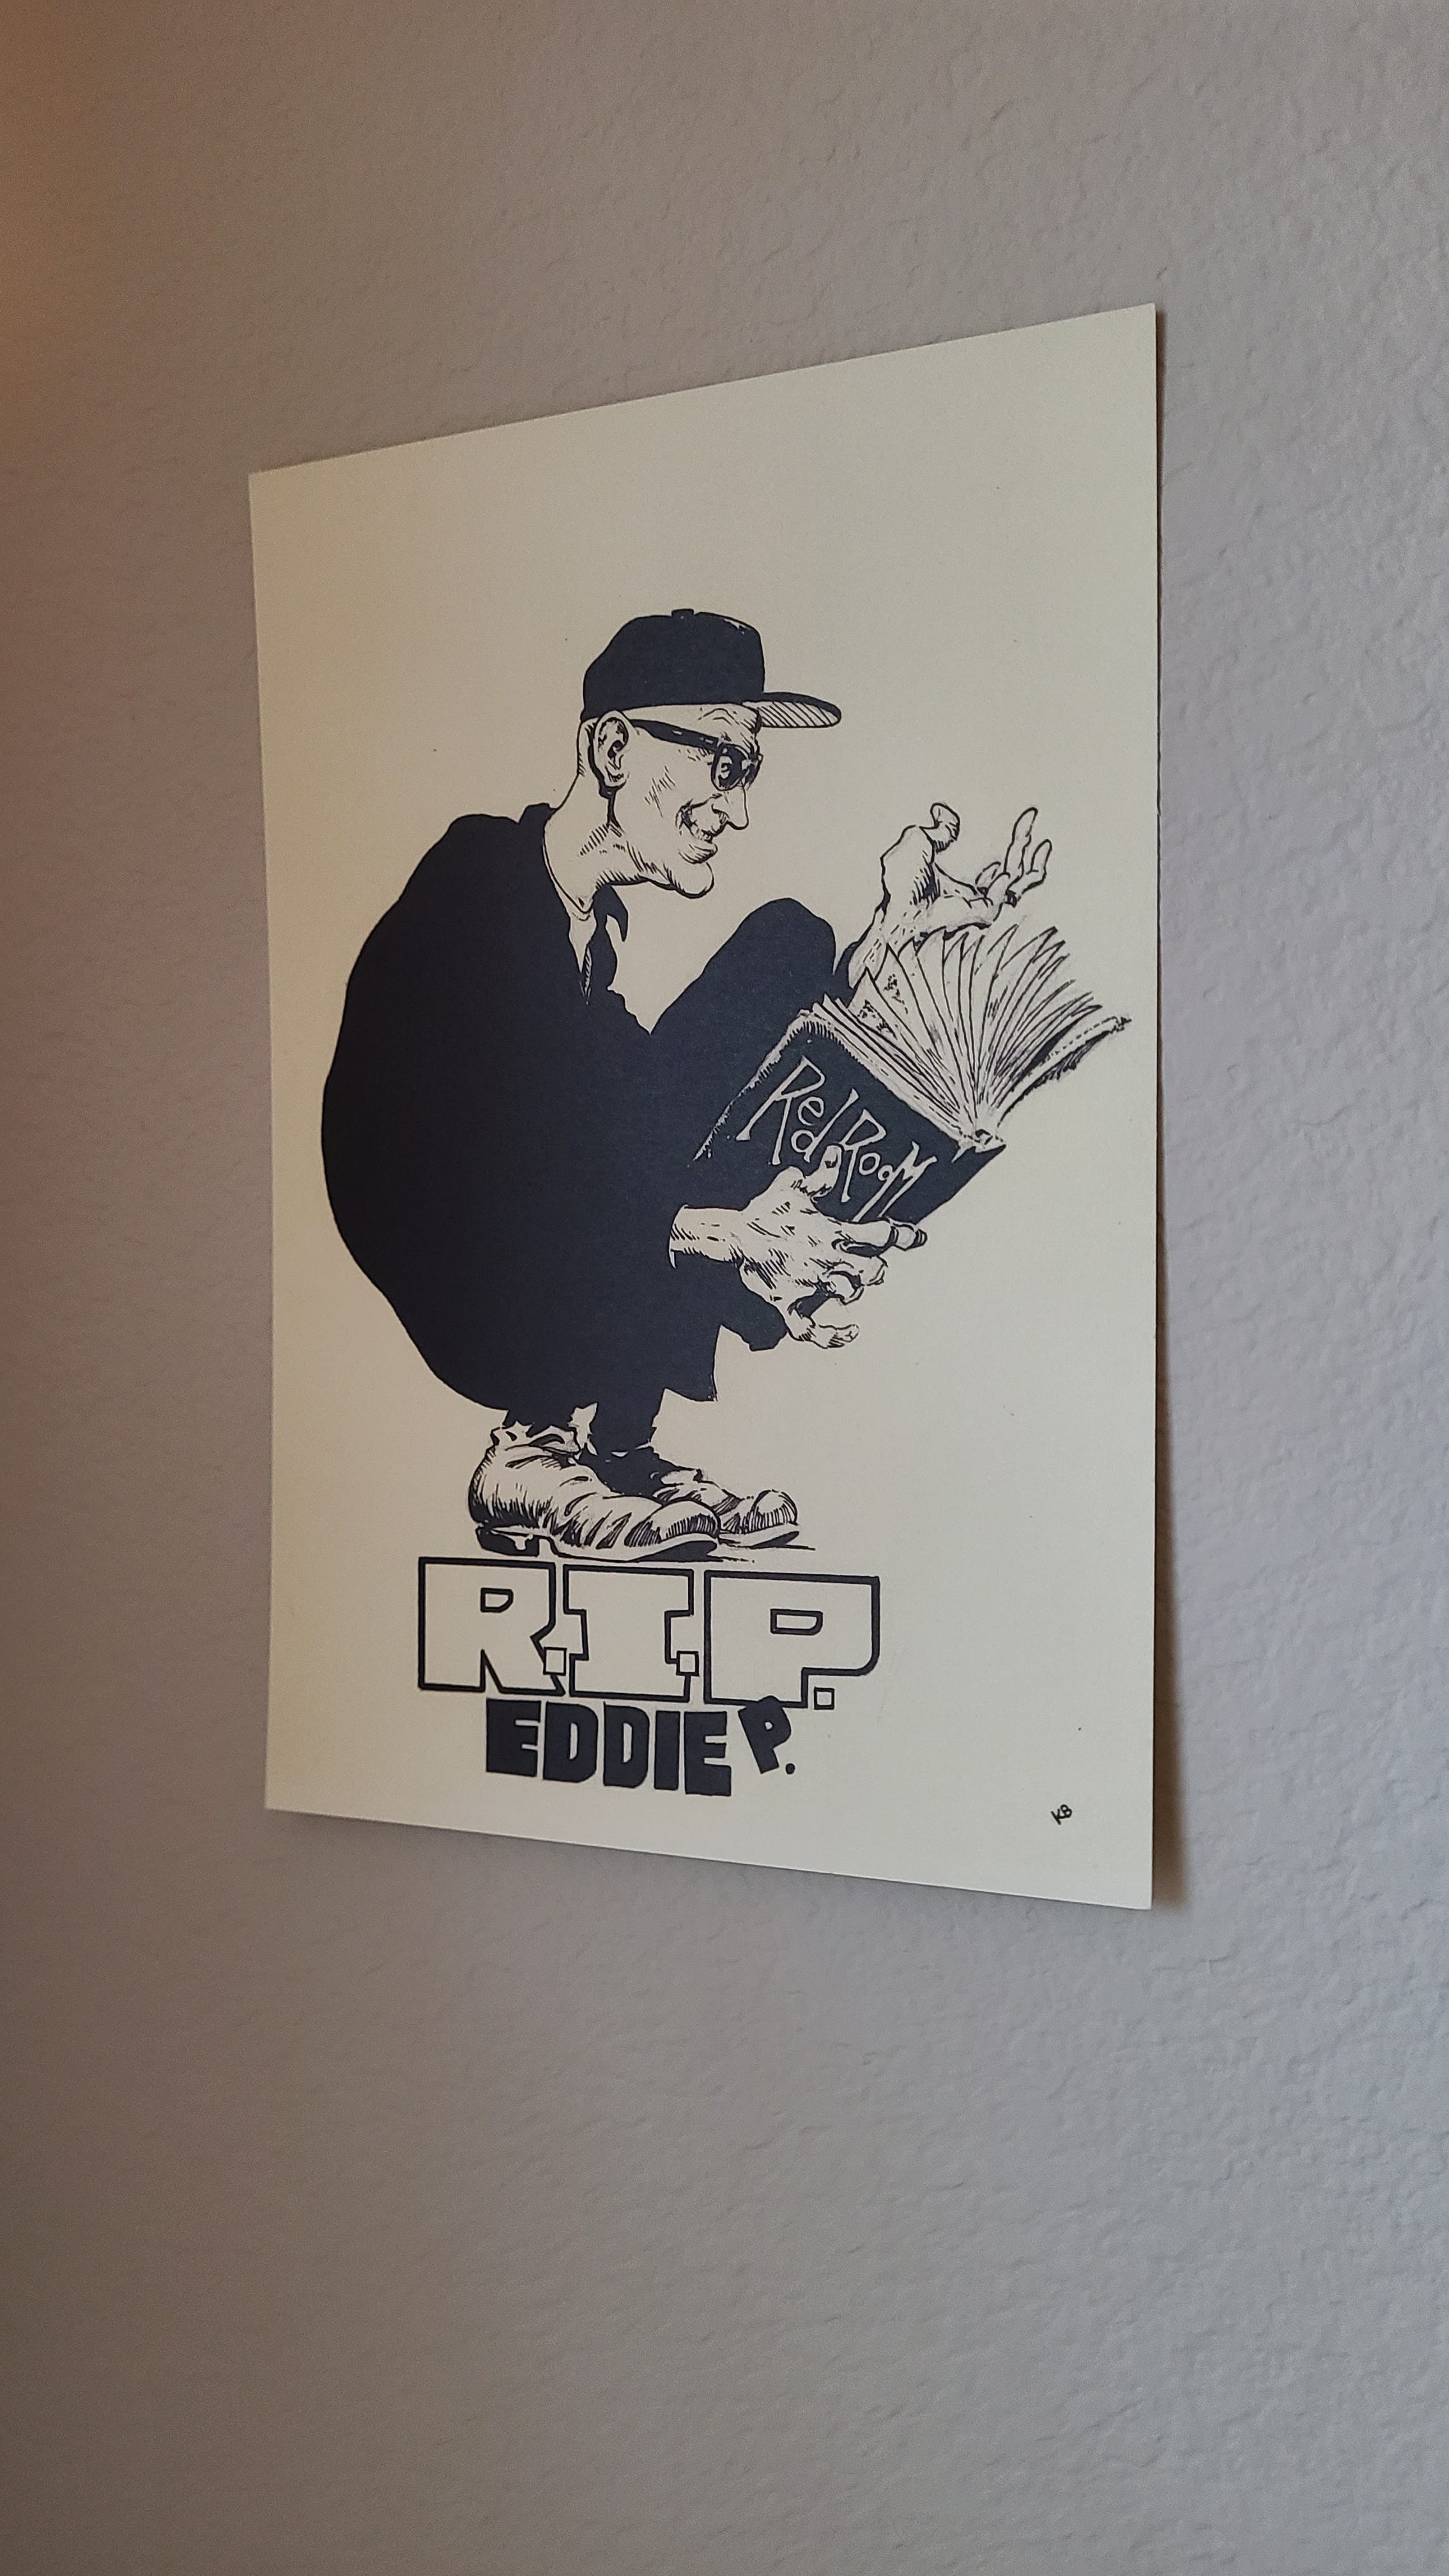 Red Room
R.I.P.
EDDIE P.
KB